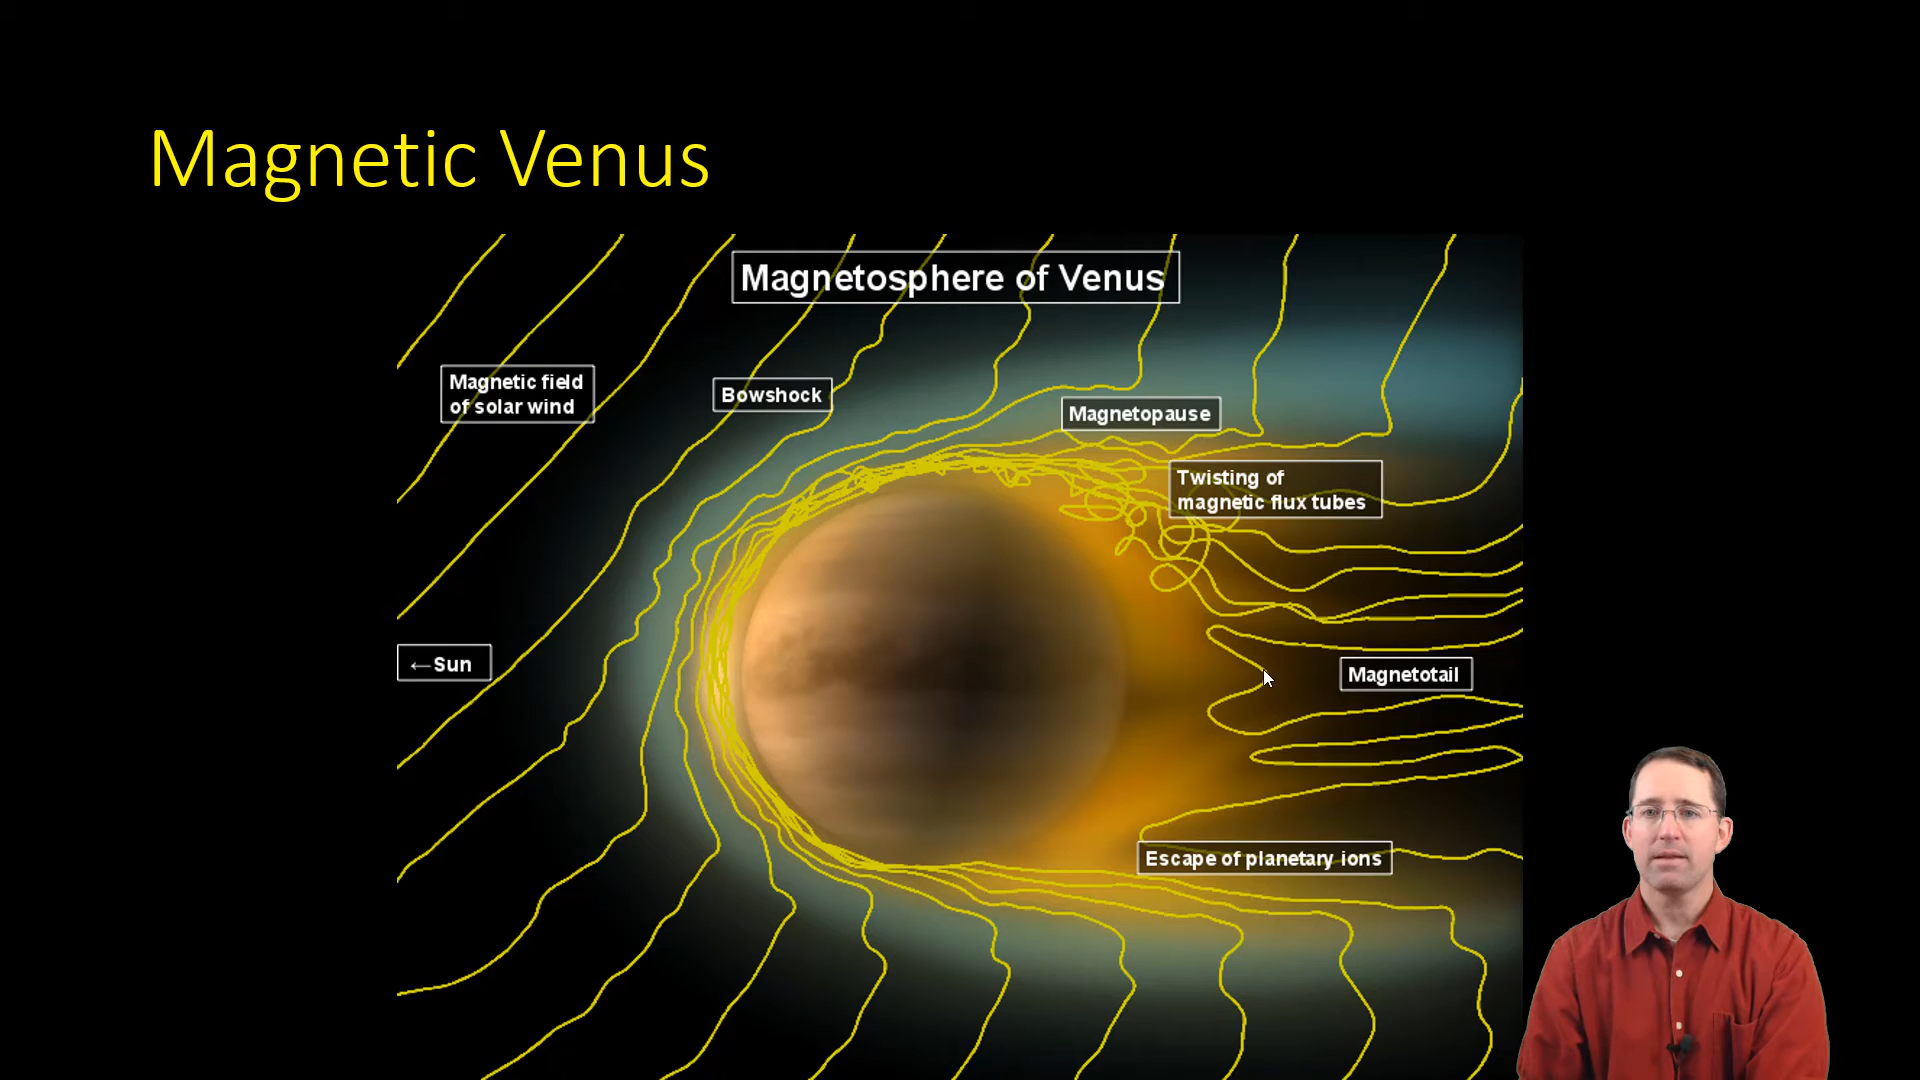 Magnetic Venus
Magnetosphere of Venus
Magnetic field
of solar wind
Bowshock
Magnetopause
Twisting of
magnetic flux tubes
←Sun
Magnetotail
Escape of planetary ions